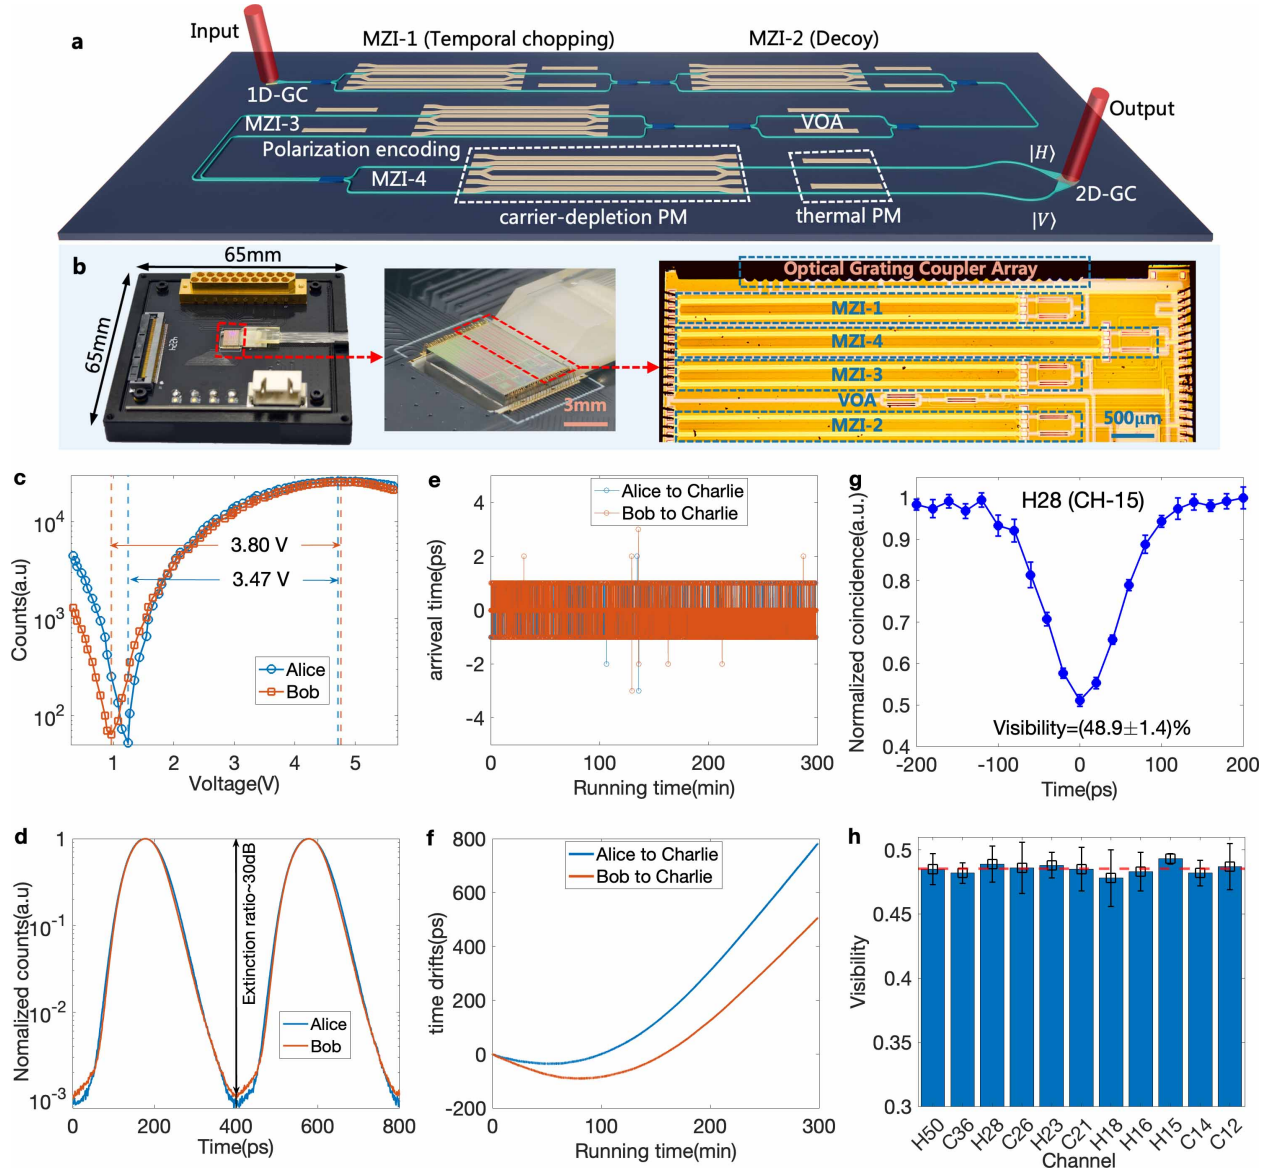 a
Input
MZI-1 (Temporal chopping)
MZI-2 (Decoy)
1D-GC
Output
MZI-3
VOA
Polarization encoding
MZI-4
|H⟩
2D-GC
carrier-depletion PM
thermal PM
|V⟩
b
65mm
65mm
3mm
Optical Grating Coupler Array
MZI-1
MZI-4
MZI-3
VOA
MZI-2
500μm
c
Counts(a.u)
10⁴
10³
10²
3.80 V
3.47 V
Alice
Bob
1 2 3 4 5
Voltage(V)
e
arriveal time(ps)
4
2
0
-2
-4
Alice to Charlie
Bob to Charlie
0 100 200 300
Running time(min)
g
Normalized coincidence(a.u.)
1
0.9
0.8
0.7
0.6
0.5
0.4
H28 (CH-15)
Visibility=(48.9±1.4)%
-200 -100 0 100 200
Time(ps)
d
Nomalized counts(a.u)
1
10⁻¹
10⁻²
10⁻³
Extinction ratio~30dB
Alice
Bob
0 200 400 600 800
Time(ps)
f
time drifts(ps)
800
600
400
200
0
-200
Alice to Charlie
Bob to Charlie
0 100 200 300
Running time(min)
h
Visibility
0.5
0.45
0.4
0.35
0.3
H50 C36 H28 C26 H23 C21 H18 H16 H15 C14 C12
Channel